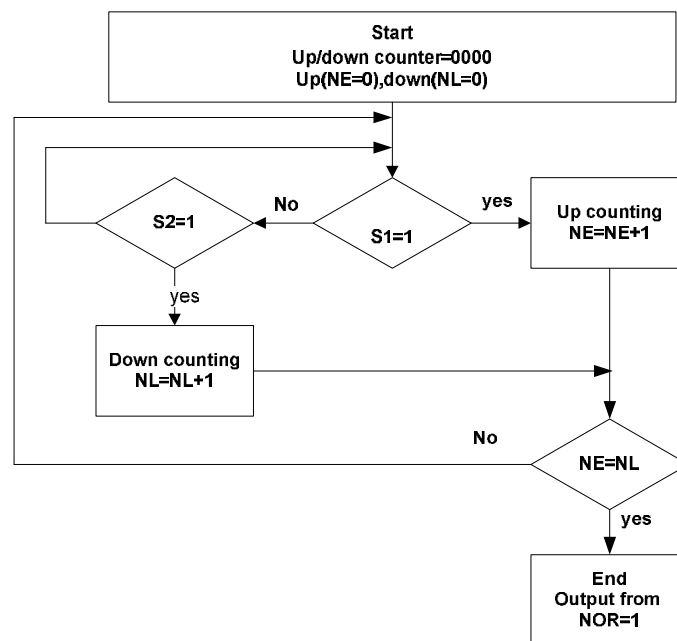 Start
Up/down counter=0000
Up(NE=0),down(NL=0)
No
yes
S2=1
S1=1
Up counting
NE=NE+1
yes
Down counting
NL=NL+1
No
NE=NL
yes
End
Output from
NOR=1